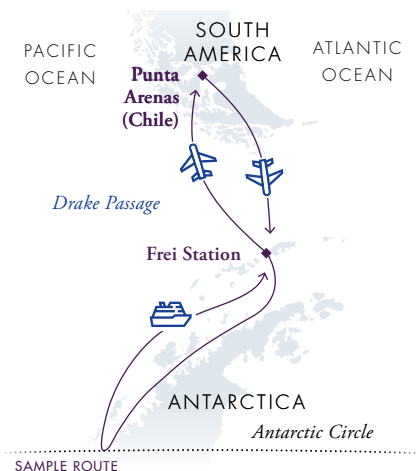 SOUTH
AMERICA
PACIFIC
OCEAN
ATLANTIC
OCEAN
Punta
Arenas
(Chile)
Drake Passage
Frei Station
ANTARCTICA
Antarctic Circle
SAMPLE ROUTE